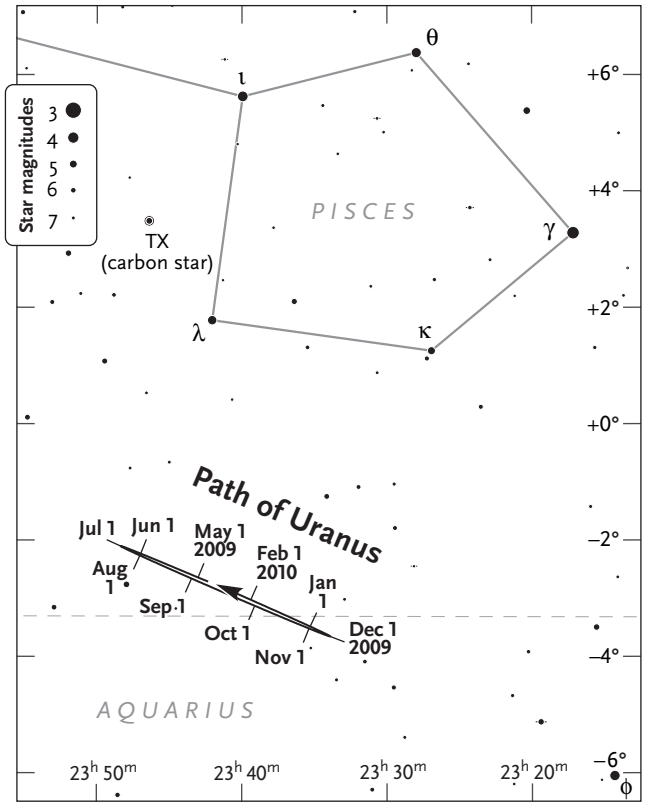 θ
ι
+6°
Star magnitudes
3
4
5
6
7
+4°
PISCES
γ
TX
(carbon star)
+2°
λ
κ
+0°
Path of Uranus
−2°
Jul 1
Jun 1
May 1
2009
Feb 1
2010
Jan
1
Aug
1
Sep 1
Oct 1
Nov 1
Dec 1
2009
−4°
AQUARIUS
23h 50m
23h 40m
23h 30m
23h 20m
−6°
ϕ